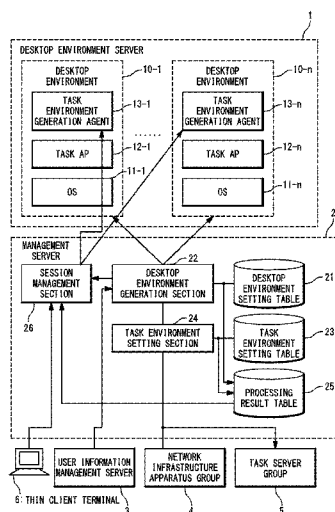 1
DESKTOP ENVIRONMENT SERVER
DESKTOP
ENVIRONMENT
10-1
DESKTOP
ENVIRONMENT
10-n
TASK
ENVIRONMENT
GENERATION AGENT
13-1
TASK
ENVIRONMENT
GENERATION AGENT
13-n
......
TASK AP
12-1
TASK AP
12-n
11-1
OS
OS
11-n
2
MANAGEMENT
SERVER
22
SESSION
MANAGEMENT
SECTION
26
DESKTOP
ENVIRONMENT
GENERATION SECTION
DESKTOP
ENVIRONMENT
SETTING TABLE
21
24
TASK ENVIRONMENT
SETTING SECTION
TASK
ENVIRONMENT
SETTING TABLE
23
PROCESSING
RESULT TABLE
25
6:THIN CLIENT TERMINAL
USER INFORMATION
MANAGEMENT SERVER
3
NETWORK
INFRASTRUCTURE
APPARATUS GROUP
4
TASK SERVER
GROUP
5